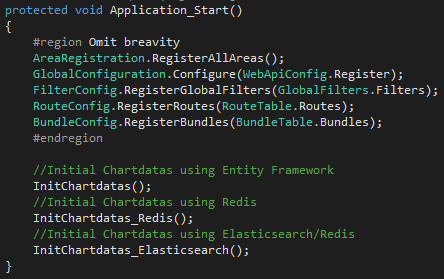 protected void Application_Start()
{
#region Omit breavity
AreaRegistration.RegisterAllAreas();
GlobalConfiguration.Configure(WebApiConfig.Register);
FilterConfig.RegisterGlobalFilters(GlobalFilters.Filters);
RouteConfig.RegisterRoutes(RouteTable.Routes);
BundleConfig.RegisterBundles(BundleTable.Bundles);
#endregion
//Initial Chartdatas using Entity Framework
InitChartdatas();
//Initial Chartdatas using Redis
InitChartdatas_Redis();
//Initial Chartdatas using Elasticsearch/Redis
InitChartdatas_Elasticsearch();
}